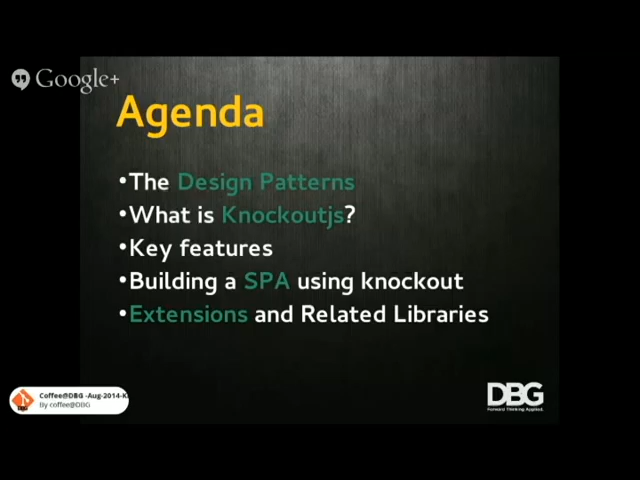 Google+
Agenda
•The Design Patterns
•What is Knockoutjs?
•Key features
•Building a SPA using knockout
•Extensions and Related Libraries
Coffee@DBG -Aug-2014-K
By coffee@DBG
DBG
Forward Thinking Applied.